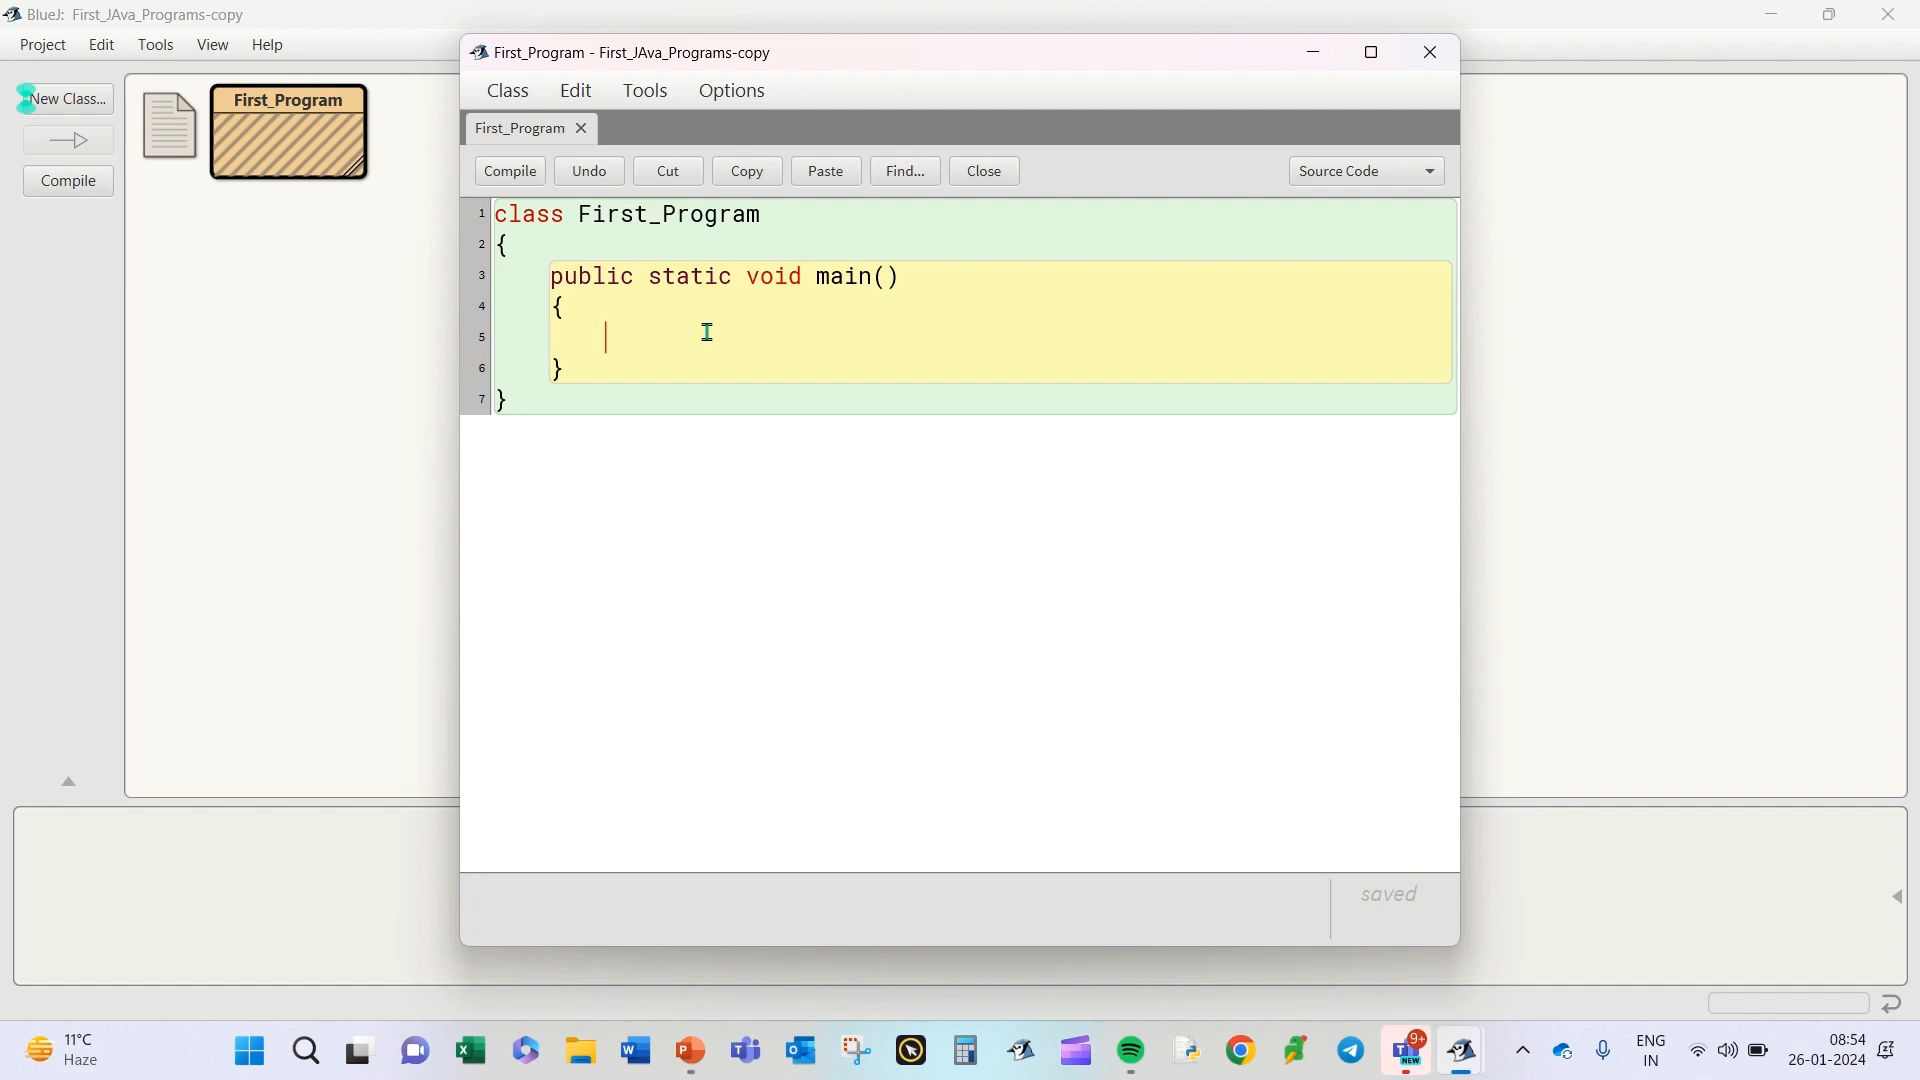 BlueJ: First_JAva_Programs-copy
Project Edit Tools View Help
New Class...
Compile
First_Program
First_Program - First_JAva_Programs-copy
Class Edit Tools Options
First_Program
Compile Undo Cut Copy Paste Find... Close Source Code
1 class First_Program
2 {
3 public static void main()
4 {
5
6 }
7 }
saved
11°C
Haze
9+
NEW
ENG
IN
08:54
26-01-2024